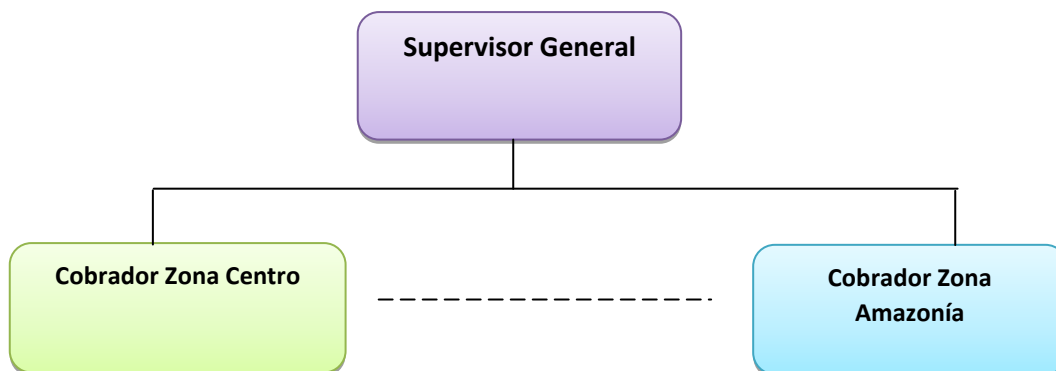 Supervisor General
Cobrador Zona Centro
Cobrador Zona
Amazonía